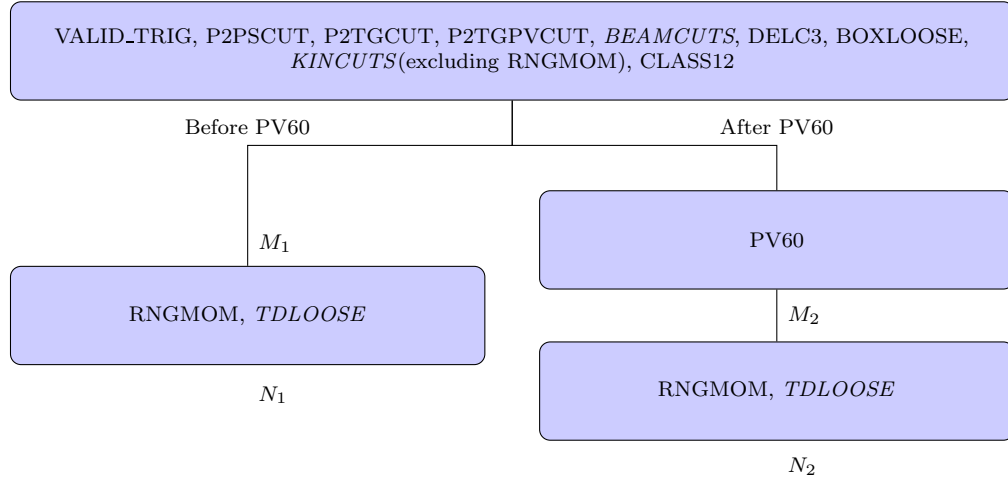 VALID_TRIG, P2PSCUT, P2TGCUT, P2TGPVCUT, BEAMCUTS, DELC3, BOXLOOSE,
KINCUTS(excluding RNGMOM), CLASS12
Before PV60
After PV60
PV60
M1
RNGMOM, TDLOOSE
M2
N1
RNGMOM, TDLOOSE
N2